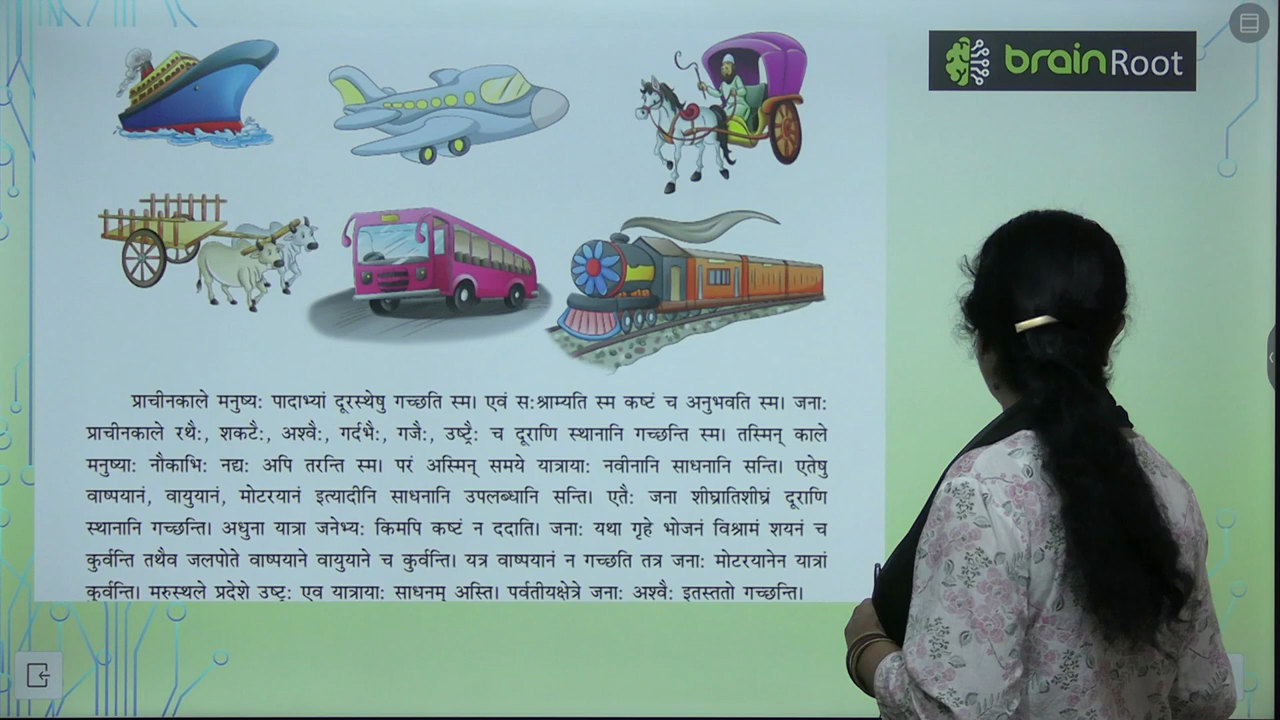 brainRoot
प्राचीनकाले मनुष्यः पादाभ्यां दूरस्थेषु गच्छति स्म। एवं सःश्राम्यति स्म कष्टं च अनुभवति स्म। जनाः
प्राचीनकाले रथैः, शकटैः, अश्वैः, गर्दभैः, गजैः, उष्ट्रैः च दूराणि स्थानानि गच्छन्ति स्म। तस्मिन् काले
मनुष्याः नौकाभिः नद्यः अपि तरन्ति स्म। परं अस्मिन् समये यात्रायाः नवीनानि साधनानि सन्ति। एतेषु
वाष्पयानं, वायुयानं, मोटरयानं इत्यादीनि साधनानि उपलब्धानि सन्ति। एतैः जना शीघ्रातिशीघ्रं दूराणि
स्थानानि गच्छन्ति। अधुना यात्रा जनेभ्यः किमपि कष्टं न ददाति। जनाः यथा गृहे भोजनं विश्रामं शयनं च
कुर्वन्ति तथैव जलपोते वाष्पयाने वायुयाने च कुर्वन्ति। यत्र वाष्पयानं न गच्छति तत्र जनाः मोटरयानेन यात्रां
कुर्वन्ति। मरुस्थले प्रदेशे उष्ट्रः एव यात्रायाः साधनम् अस्ति। पर्वतीयक्षेत्रे जनाः अश्वैः इतस्ततो गच्छन्ति।